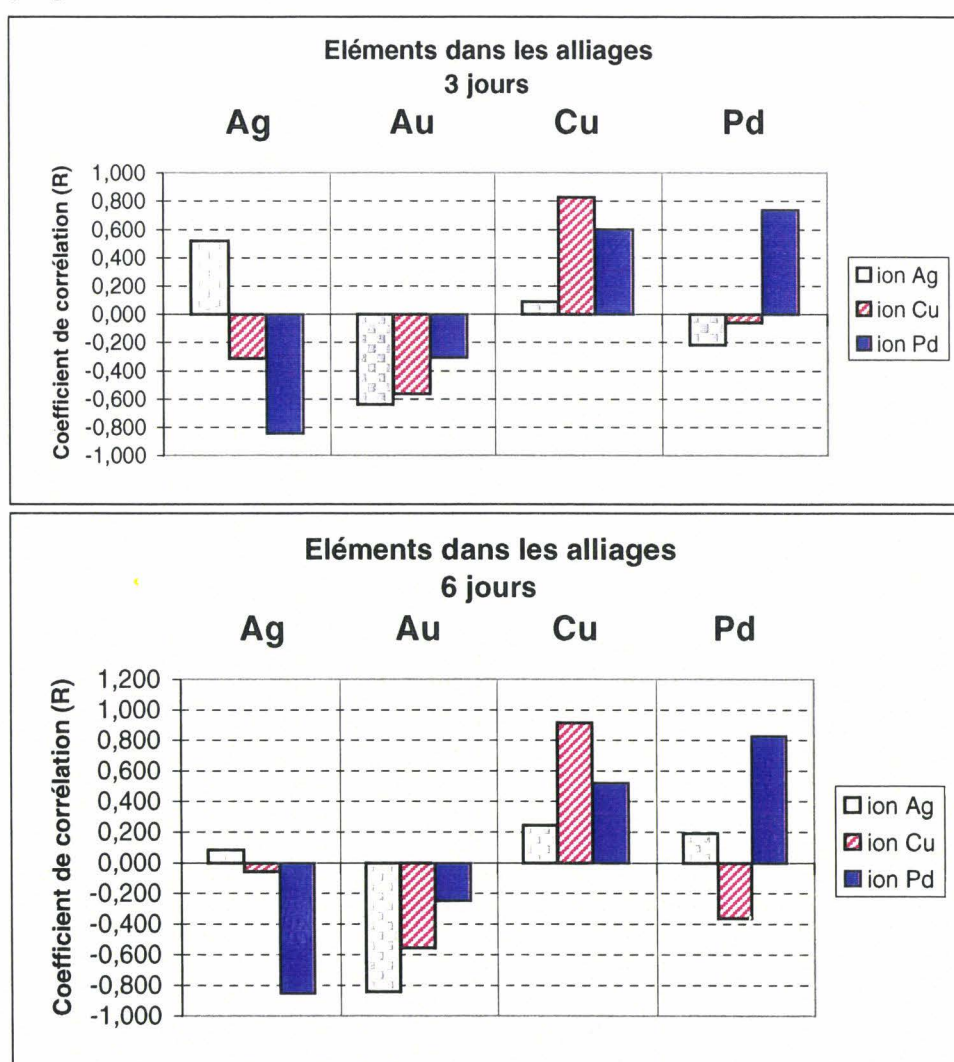 Eléments dans les alliages
3 jours
Ag Au Cu Pd
Coefficient de corrélation (R)
1,000
0,800
0,600
0,400
0,200
0,000
-0,200
-0,400
-0,600
-0,800
-1,000
ion Ag
ion Cu
ion Pd
Eléments dans les alliages
6 jours
Ag Au Cu Pd
Coefficient de corrélation (R)
1,200
1,000
0,800
0,600
0,400
0,200
0,000
-0,200
-0,400
-0,600
-0,800
-1,000
ion Ag
ion Cu
ion Pd